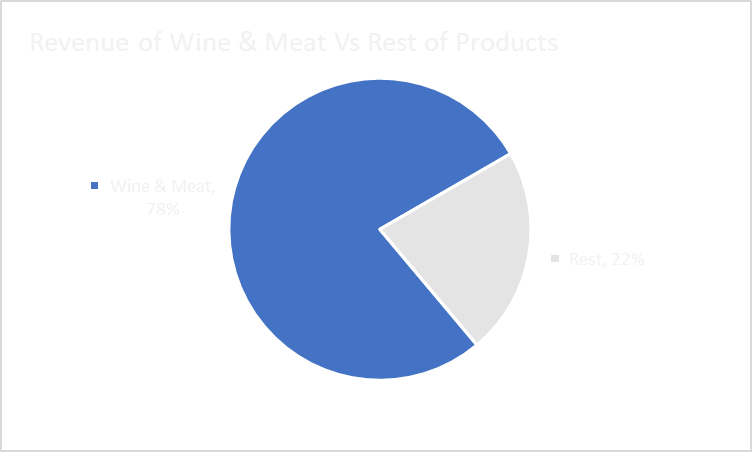 Revenue of Wine & Meat Vs Rest of Products
Wine & Meat,
78%
Rest, 22%